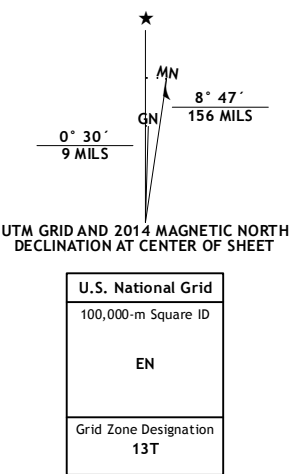 ★
MN
8° 47´
156 MILS
GN
0° 30´
9 MILS
UTM GRID AND 2014 MAGNETIC NORTH
DECLINATION AT CENTER OF SHEET
U.S. National Grid
100,000-m Square ID
EN
Grid Zone Designation
13T